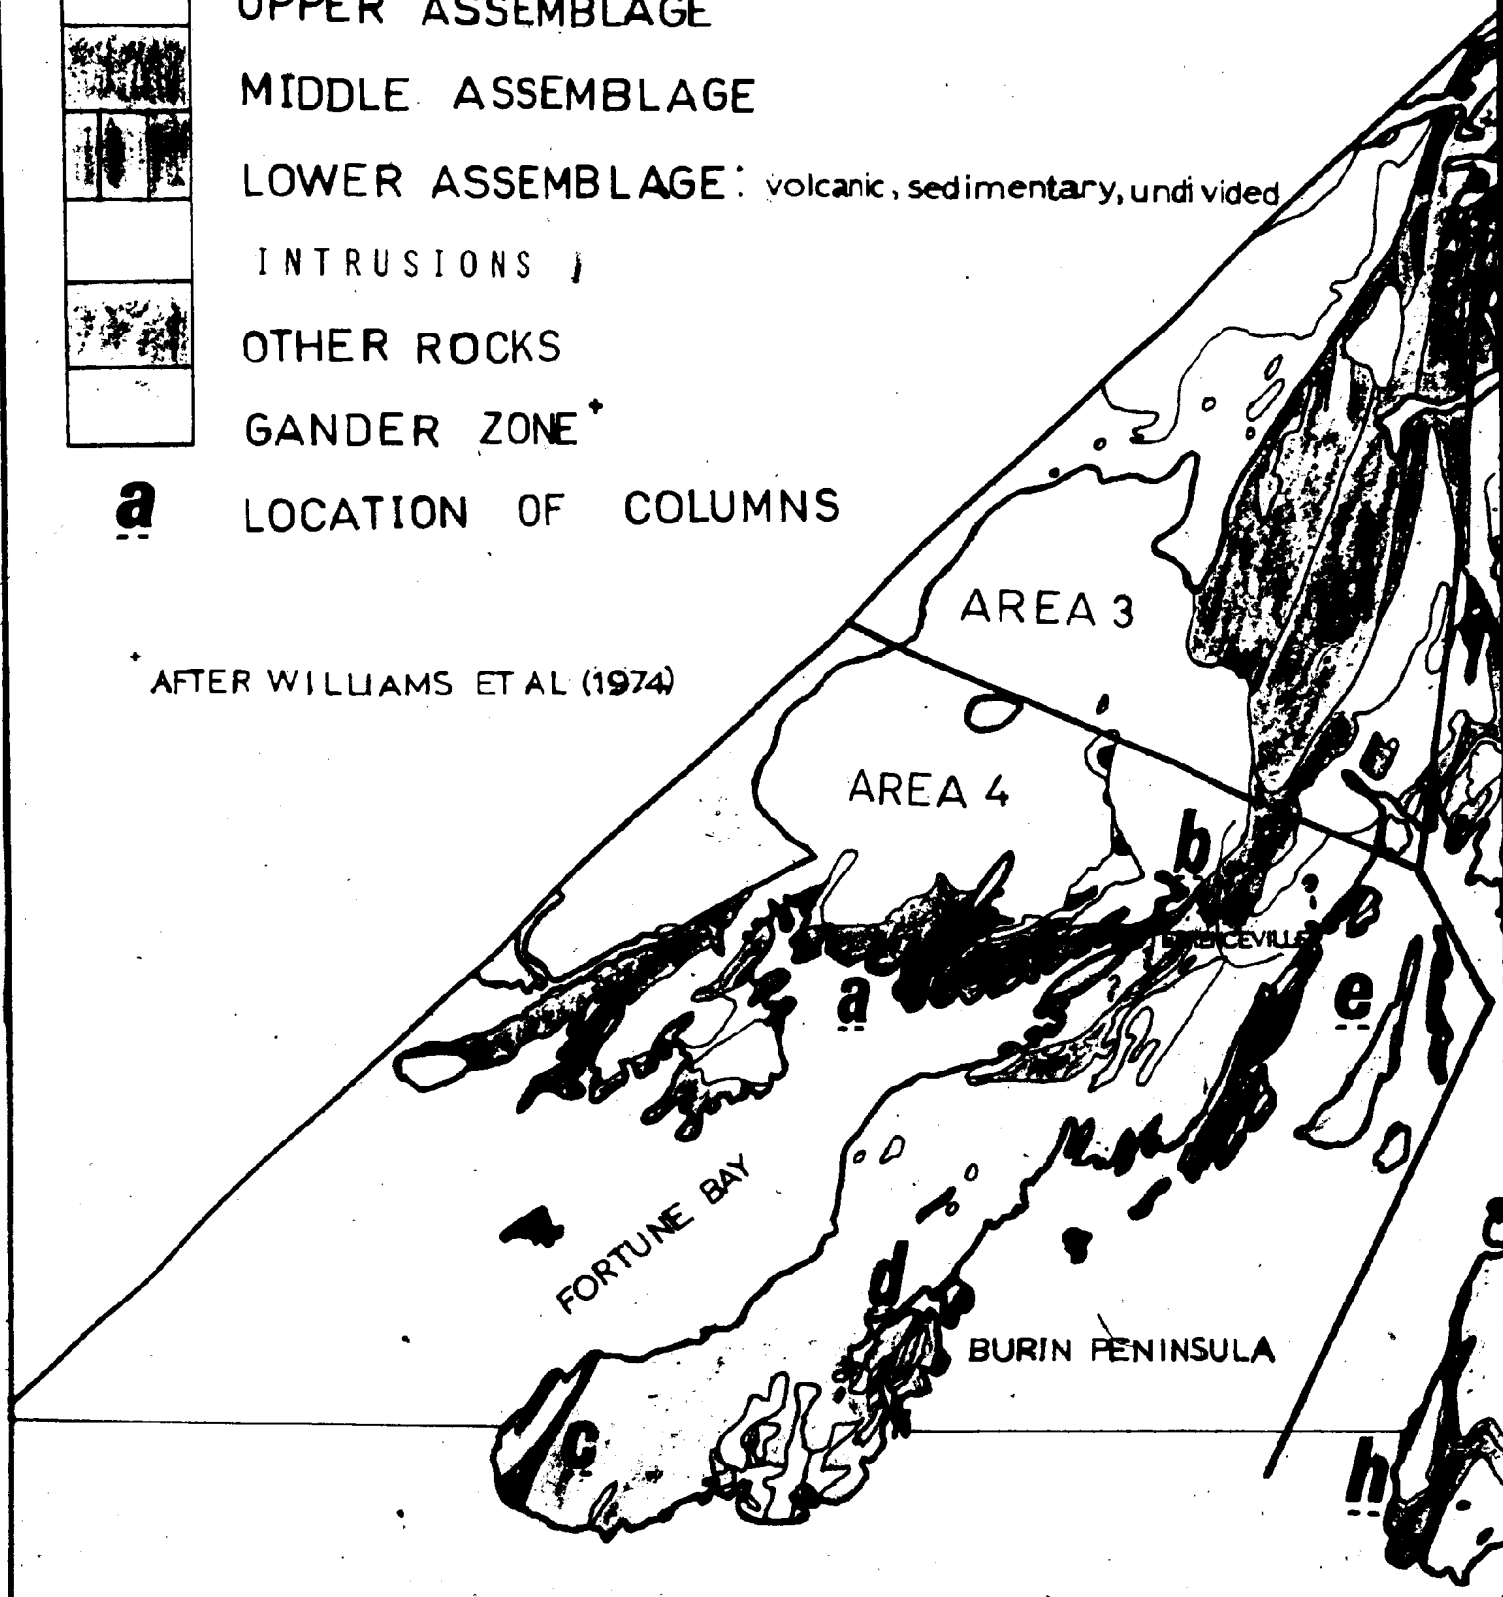 UPPER ASSEMBLAGE
MIDDLE ASSEMBLAGE
LOWER ASSEMBLAGE: volcanic, sedimentary, undivided
INTRUSIONS
OTHER ROCKS
GANDER ZONE+
a LOCATION OF COLUMNS
+AFTER WILLIAMS ET AL (1974)
AREA 3
AREA 4
b
a
e
?
FORTUNE BAY
d
BURIN PENINSULA
c
h